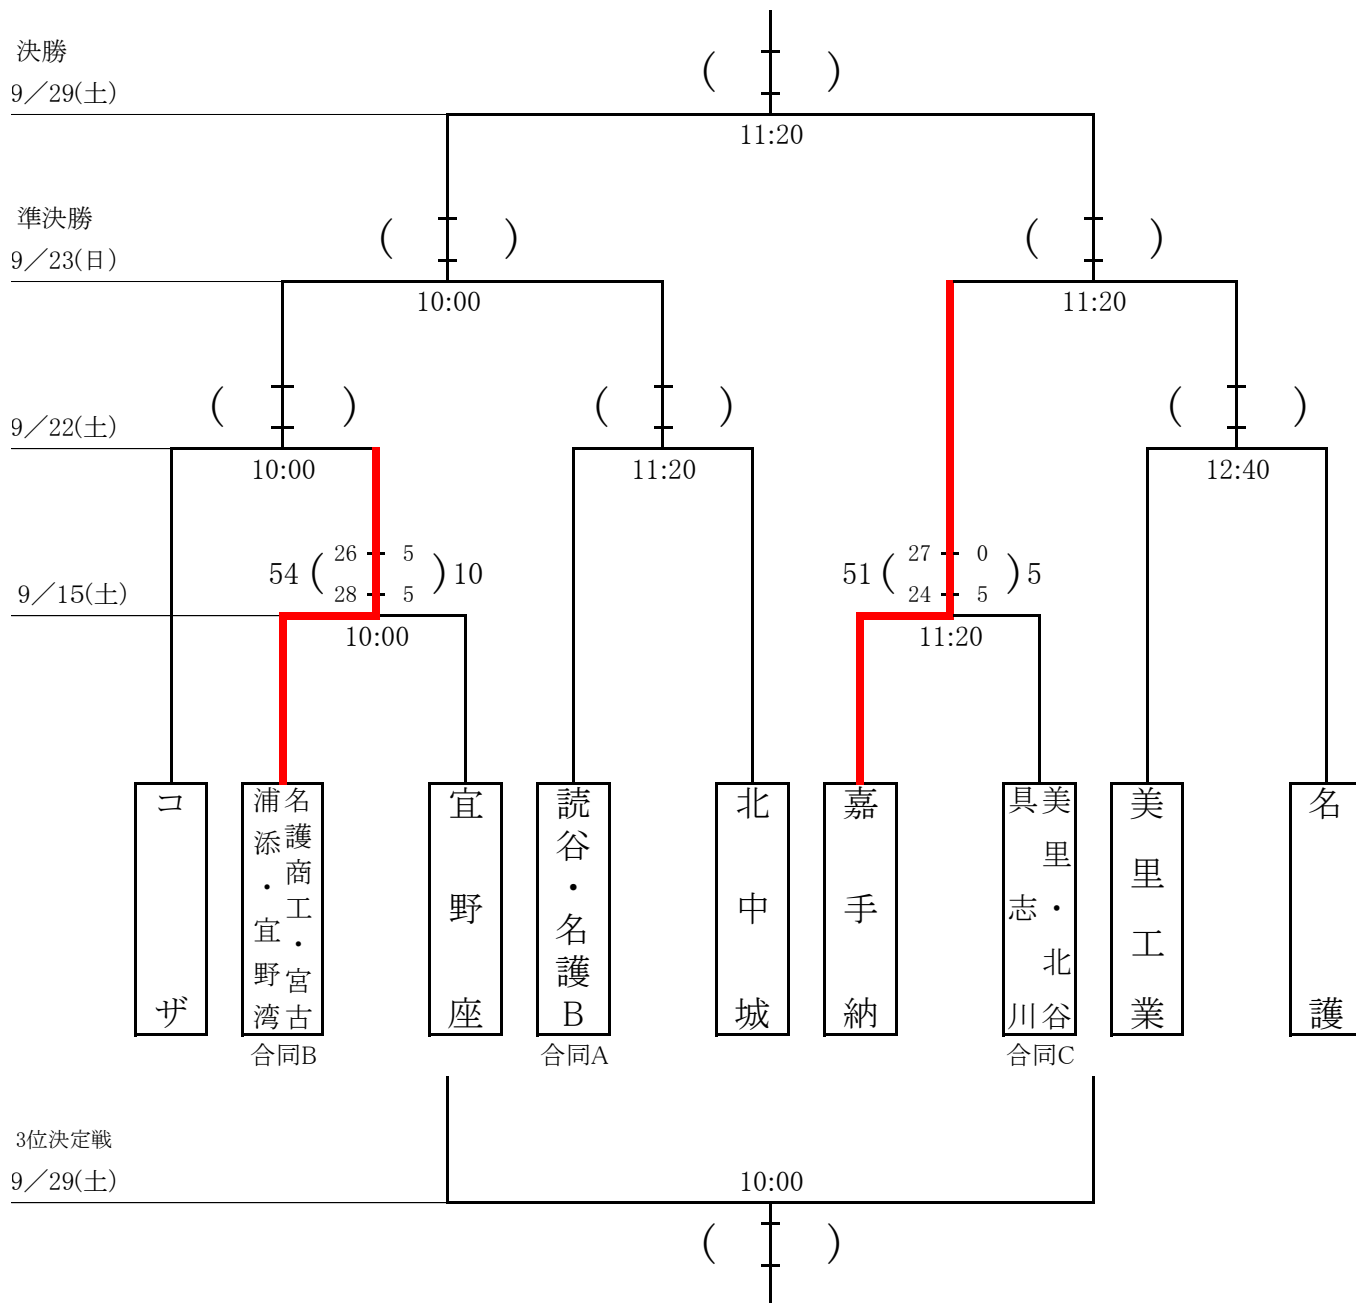 決勝
9／29(土)
(　)
11:20
準決勝
9／23(日)
(　)
(　)
10:00
11:20
9／22(土)
(　)
(　)
(　)
10:00
11:20
12:40
9／15(土)
54 ( 26 5 ) 10
28 5
51 ( 27 0 ) 5
24 5
10:00
11:20
コザ
名護商工・宮古
浦添・宜野湾
宜野座
読谷・名護B
北中城
嘉手納
美里・北谷
具志川
美里工業
名護
合同B
合同A
合同C
3位決定戦
9／29(土)
10:00
(　)